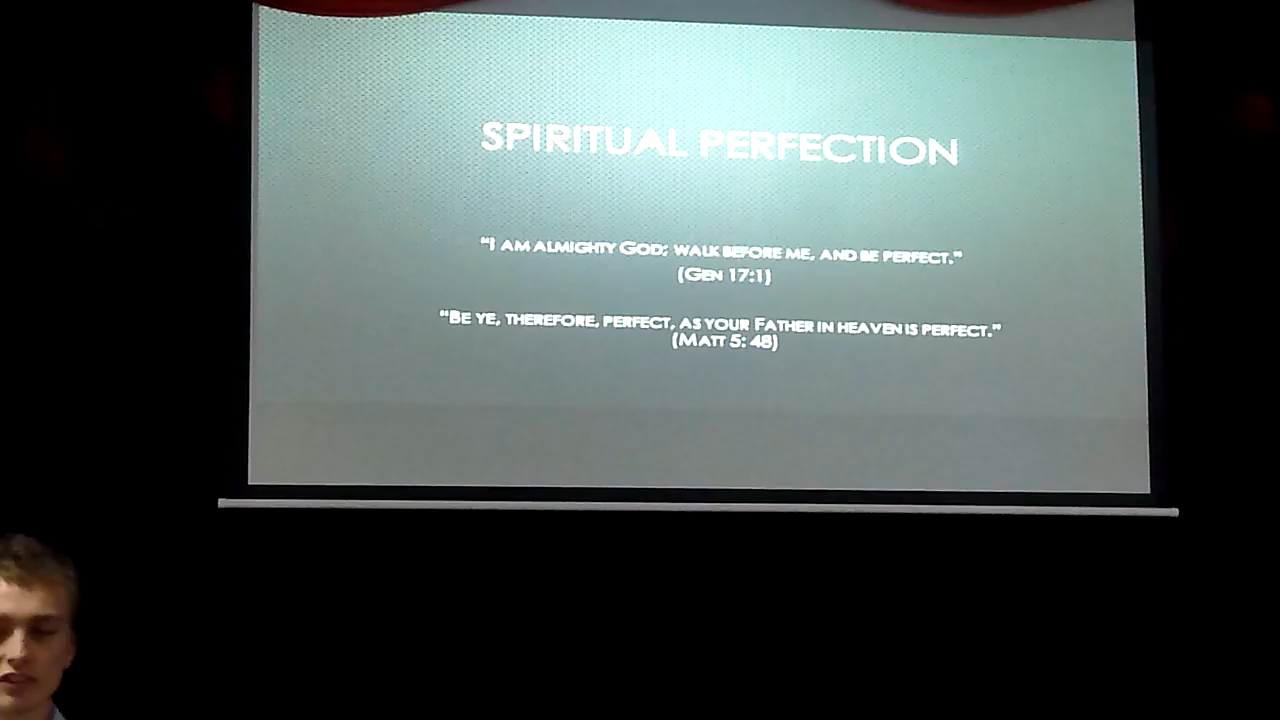 SPIRITUAL PERFECTION
“I AM ALMIGHTY GOD; WALK BEFORE ME, AND BE PERFECT.”
(GEN 17:1)
“BE YE, THEREFORE, PERFECT, AS YOUR FATHER IN HEAVEN IS PERFECT.”
(MATT 5: 48)